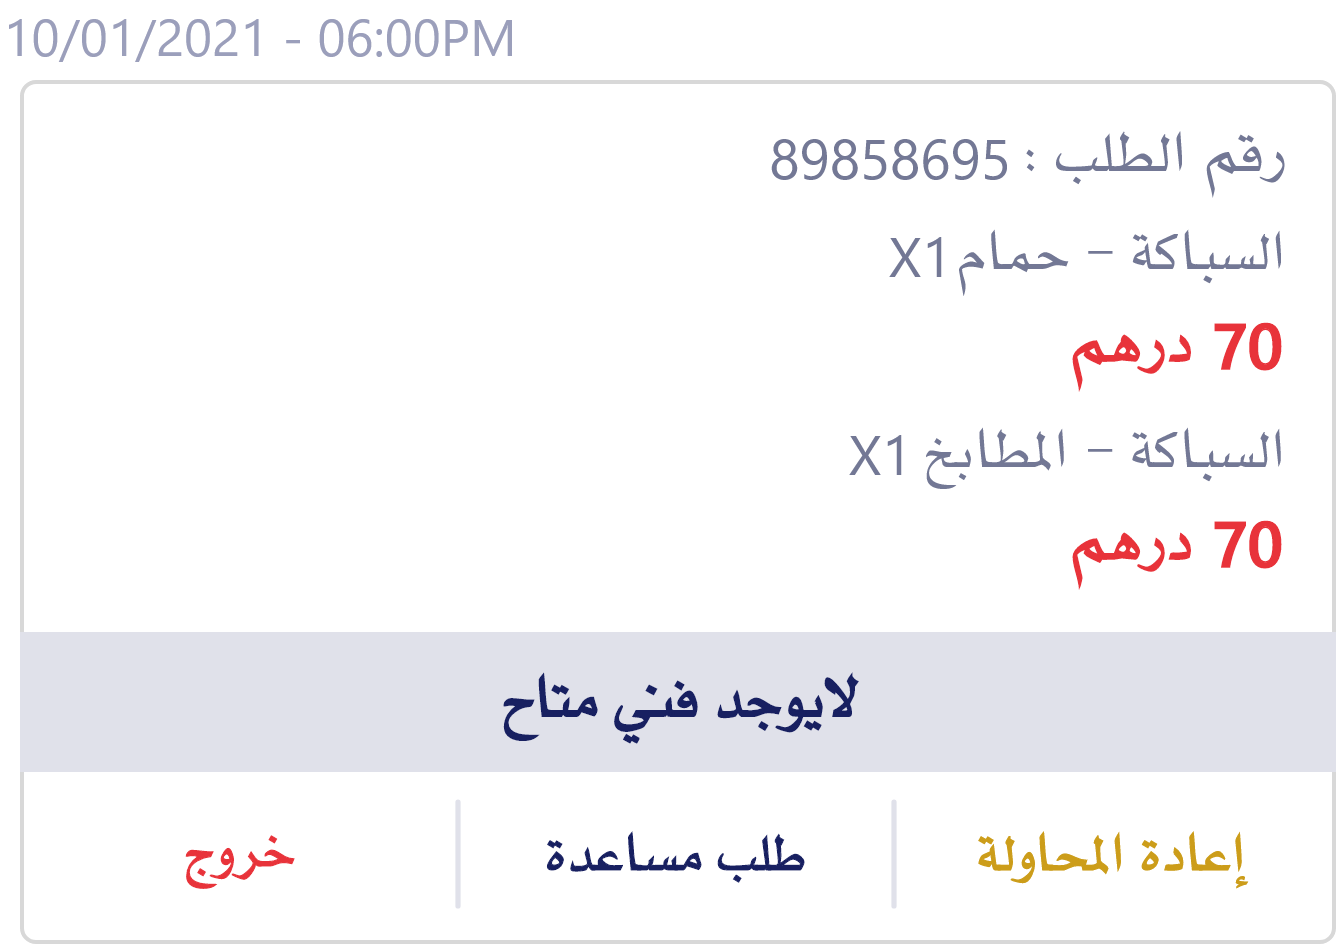 10/01/2021 - 06:00PM
رقم الطلب : 89858695
السباكة - حمام X1
70 درهم
السباكة - المطابخ X1
70 درهم
لايوجد فني متاح
إعادة المحاولة
طلب مساعدة
خروج